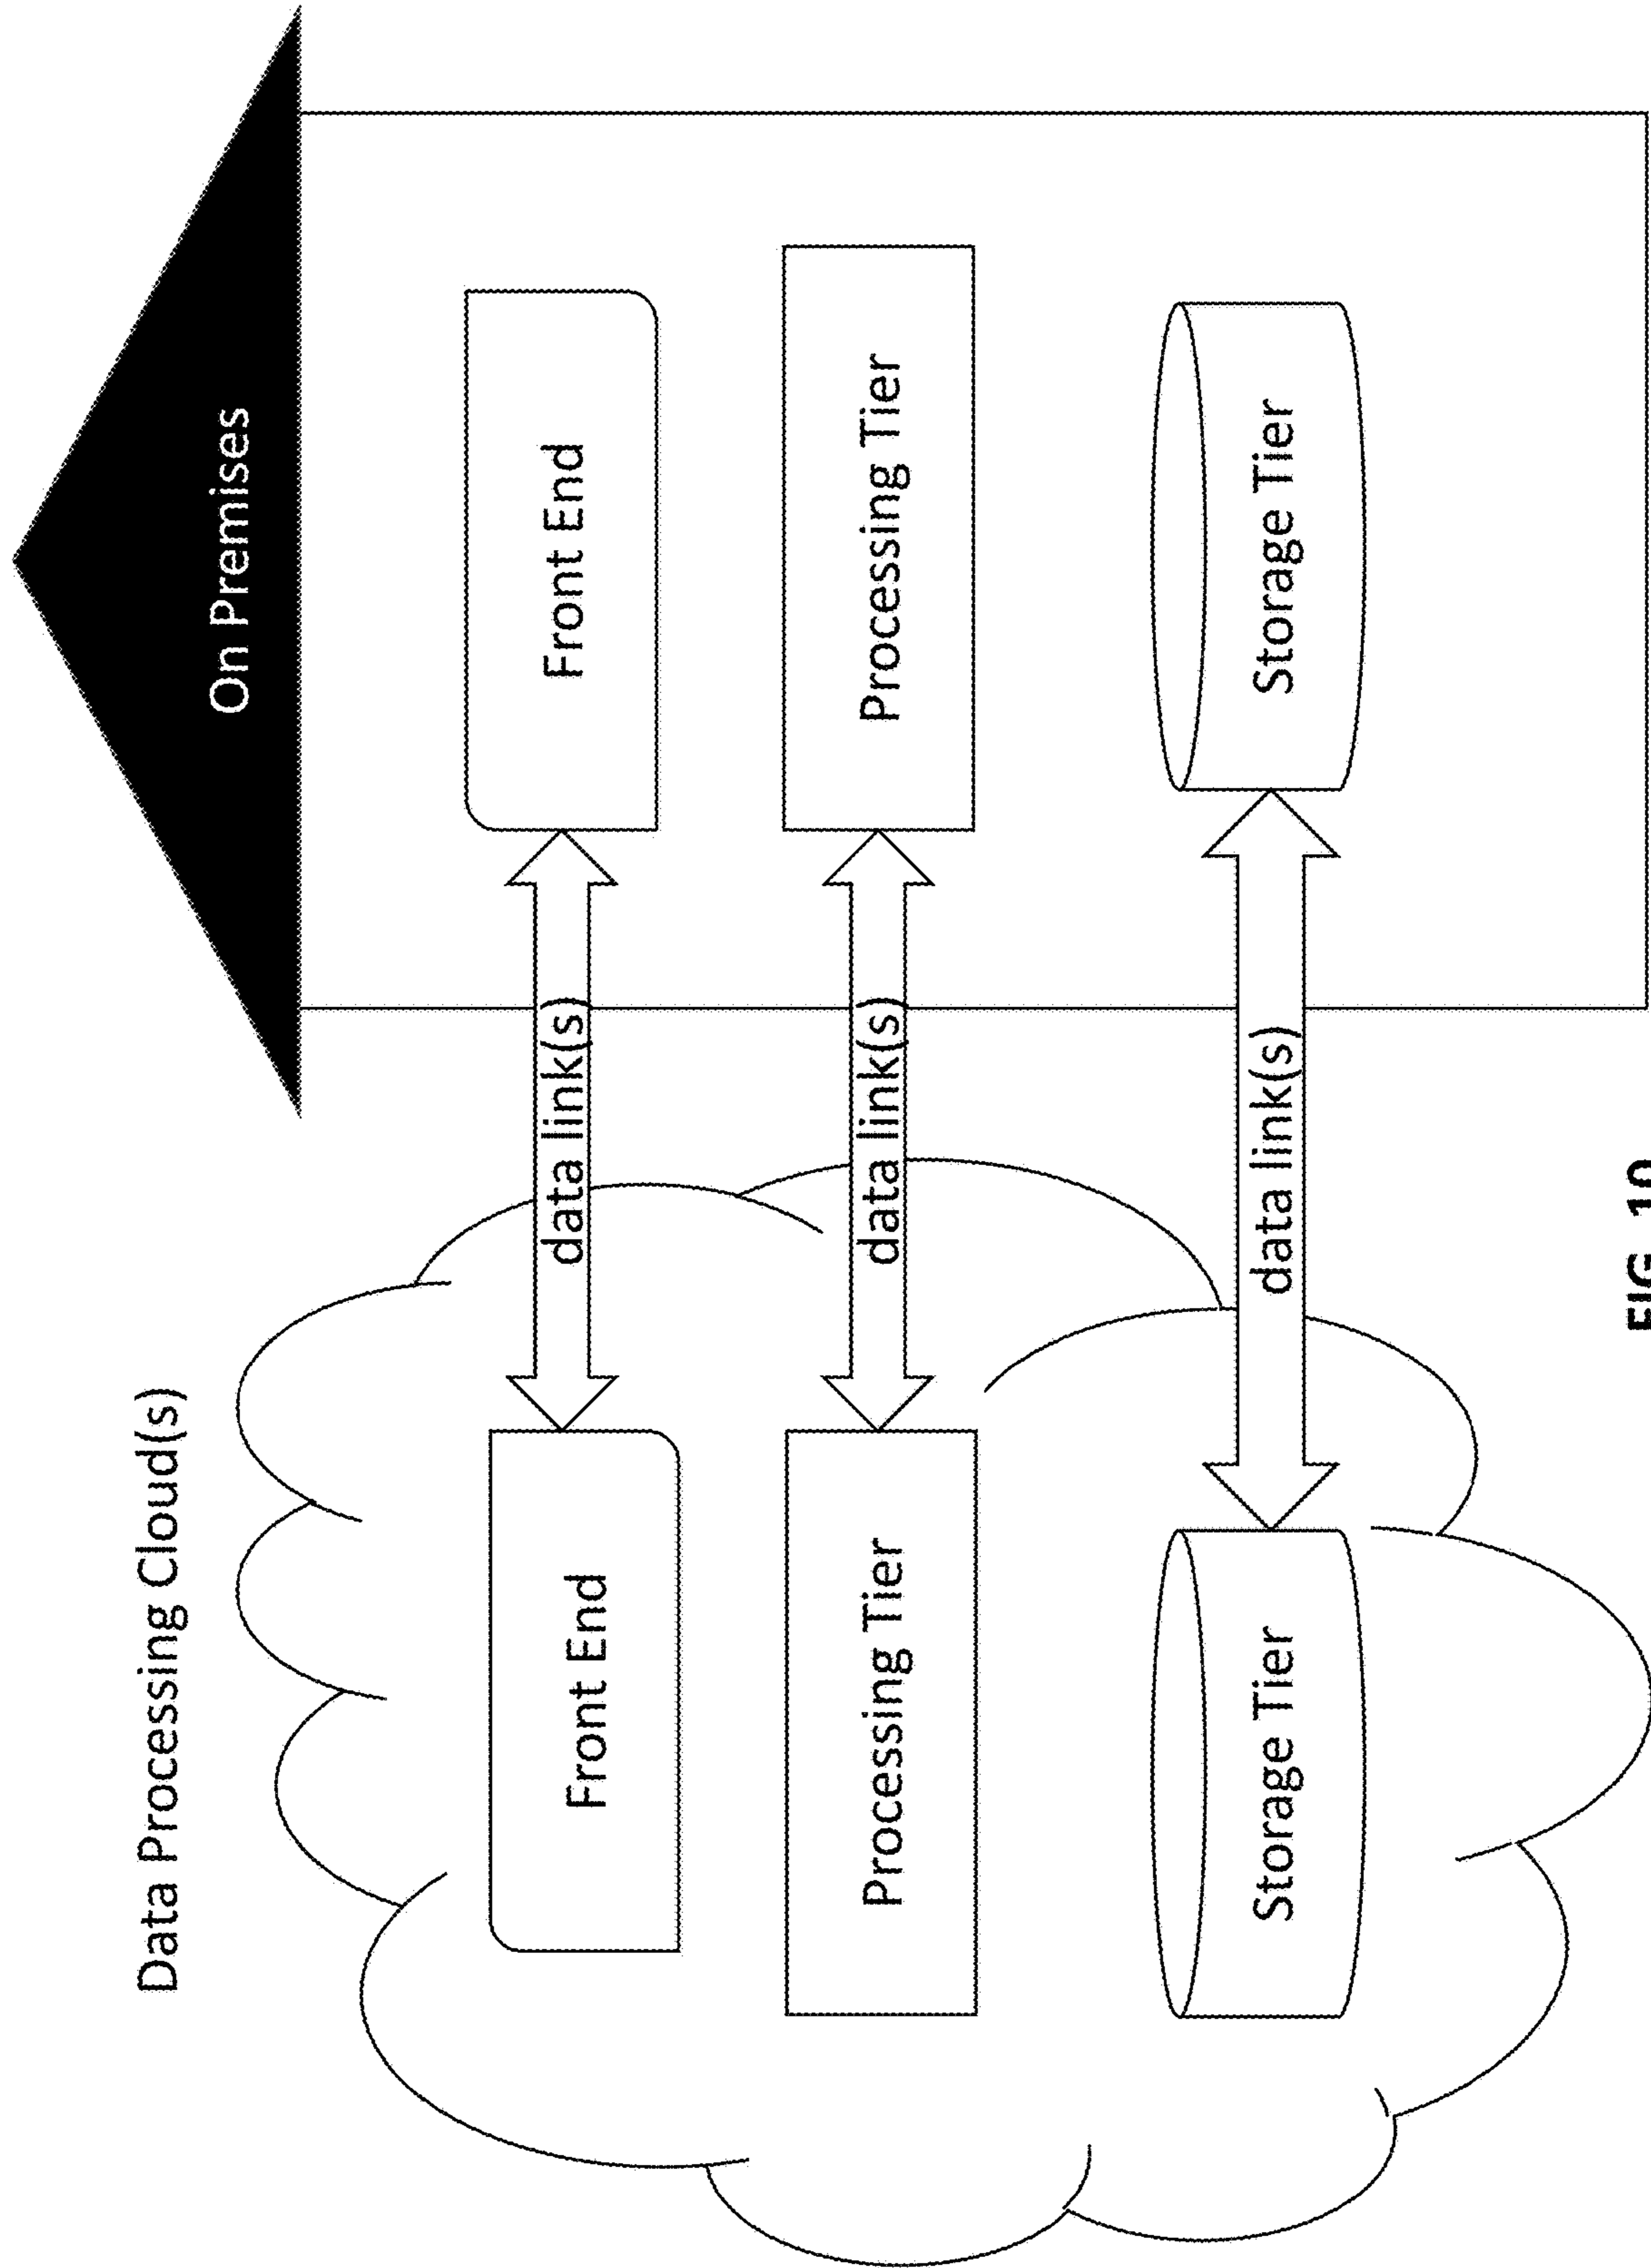 Data Processing Cloud(s)
On Premises
Front End
data link(s)
Front End
Processing Tier
data link(s)
Processing Tier
Storage Tier
data link(s)
Storage Tier
FIG.